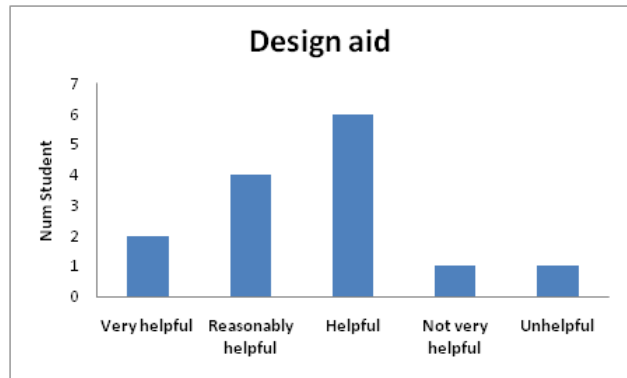 Design aid
Num Student
7
6
5
4
3
2
1
0
Very helpful
Reasonably
helpful
Helpful
Not very
helpful
Unhelpful